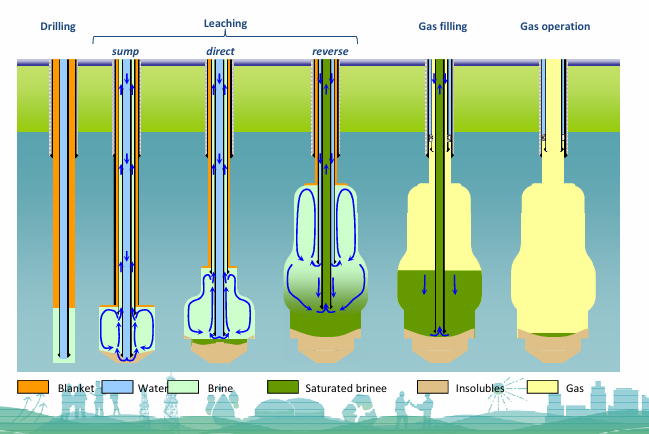 Drilling
Leaching
Gas filling
Gas operation
sump
direct
reverse
Blanket
Water
Brine
Saturated brinee
Insolubles
Gas